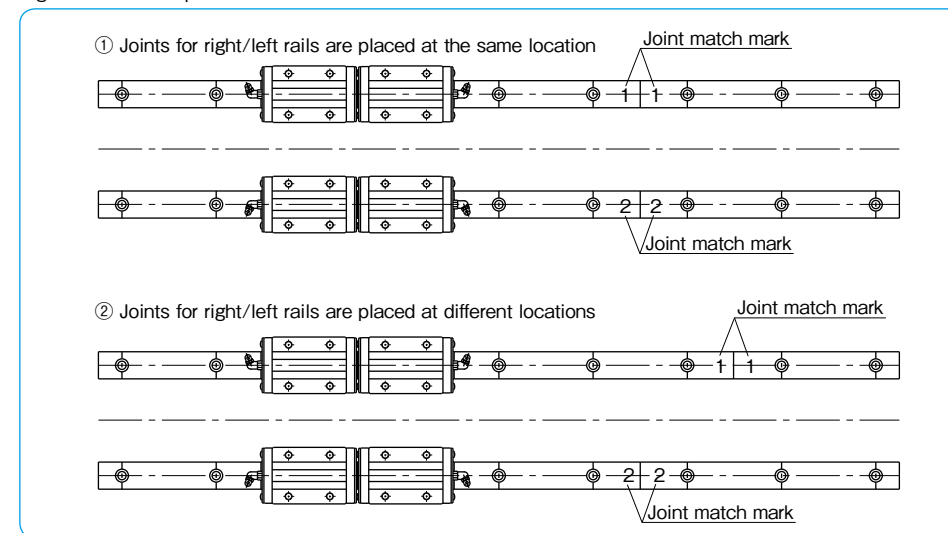 ① Joints for right/left rails are placed at the same location
Joint match mark
1 1
2 2
Joint match mark
② Joints for right/left rails are placed at different locations
Joint match mark
1 1
2 2
Joint match mark